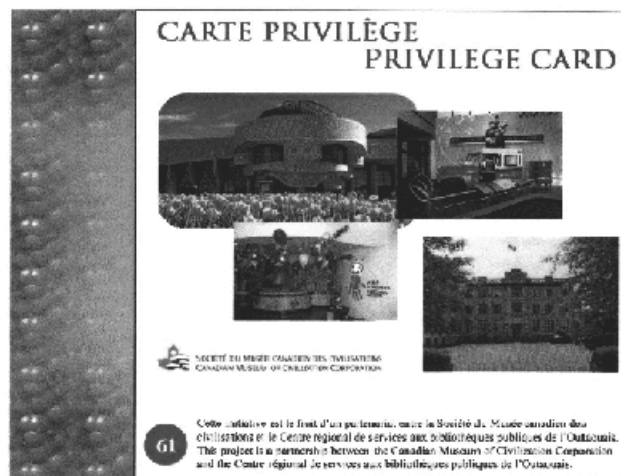 CARTE PRIVILÈGE
PRIVILEGE CARD
SOCIÉTÉ DU MUSÉE CANADIEN DES CIVILISATIONS
CANADIAN MUSEUM OF CIVILIZATION CORPORATION
61
Cette initiative est le fruit d'un partenariat entre la Société du Musée canadien des
civilisations et le Centre régional de services aux bibliothèques publiques de l'Outaouais.
This project is a partnership between the Canadian Museum of Civilization Corporation
and the Centre régional de services aux bibliothèques publiques de l'Outaouais.